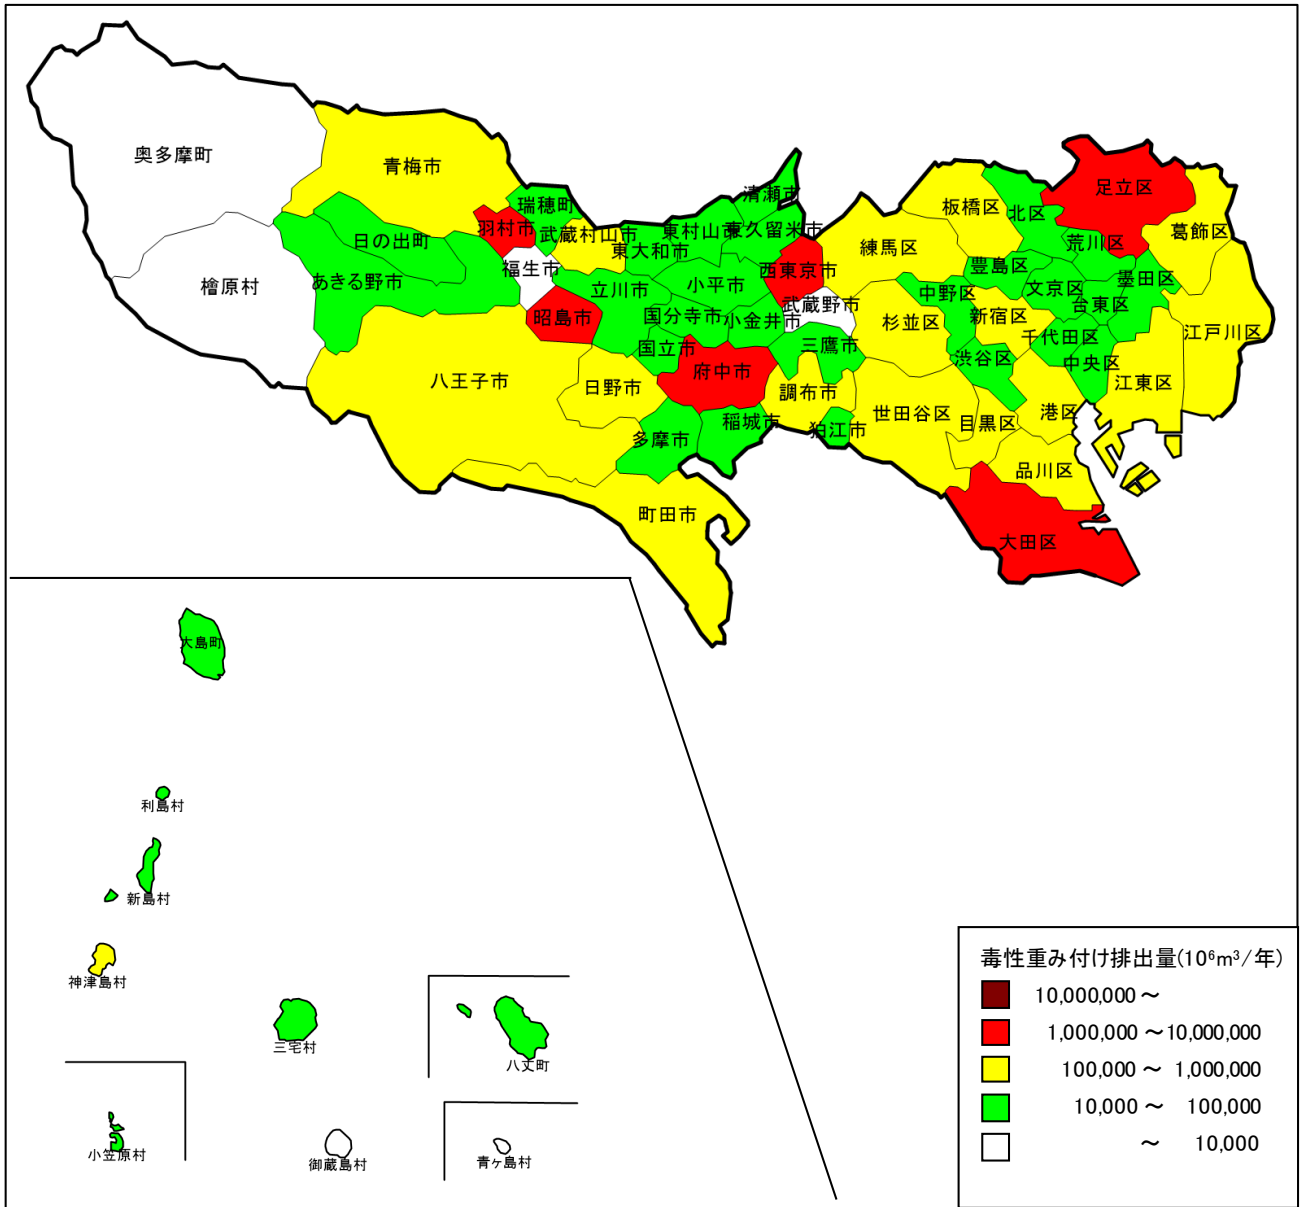 奥多摩町
青梅市
檜原村
日の出町
あきる野市
瑞穂町
羽村市
福生市
武蔵村山市
東大和市
東村山市
清瀬市
東久留米市
西東京市
昭島市
立川市
小平市
国分寺市
小金井市
武蔵野市
国立市
府中市
三鷹市
調布市
八王子市
日野市
多摩市
稲城市
狛江市
町田市
練馬区
板橋区
北区
足立区
葛飾区
荒川区
豊島区
文京区
台東区
墨田区
中野区
杉並区
新宿区
千代田区
渋谷区
中央区
江東区
江戸川区
世田谷区
目黒区
港区
品川区
大田区
大島町
利島村
新島村
神津島村
三宅村
八丈町
小笠原村
御蔵島村
青ヶ島村
毒性重み付け排出量(10⁶m³/年)
10,000,000～
1,000,000～10,000,000
100,000～ 1,000,000
10,000～ 100,000
～ 10,000